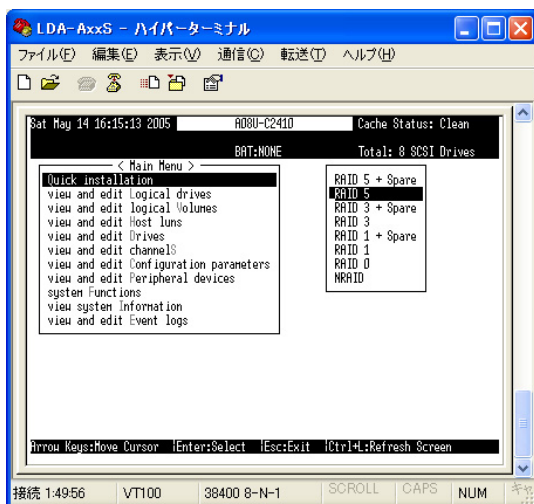 LDA-AxxS - ハイパーターミナル
ファイル(F) 編集(E) 表示(V) 通信(C) 転送(T) ヘルプ(H)
Sat May 14 16:15:13 2005 A08U-C2410 Cache Status: Clean
BAT:NONE Total: 8 SCSI Drives
< Main Menu >
Quick installation
view and edit Logical drives
view and edit logical Volumes
view and edit Host luns
view and edit Drives
view and edit channelS
view and edit Configuration parameters
view and edit Peripheral devices
system Functions
view system Information
view and edit Event logs
RAID 5 + Spare
RAID 5
RAID 3 + Spare
RAID 3
RAID 1 + Spare
RAID 1
RAID 0
NRAID
Arrow Keys:Move Cursor |Enter:Select |Esc:Exit |Ctrl+L:Refresh Screen
接続 1:49:56 VT100 38400 8-N-1 SCROLL CAPS NUM キャ